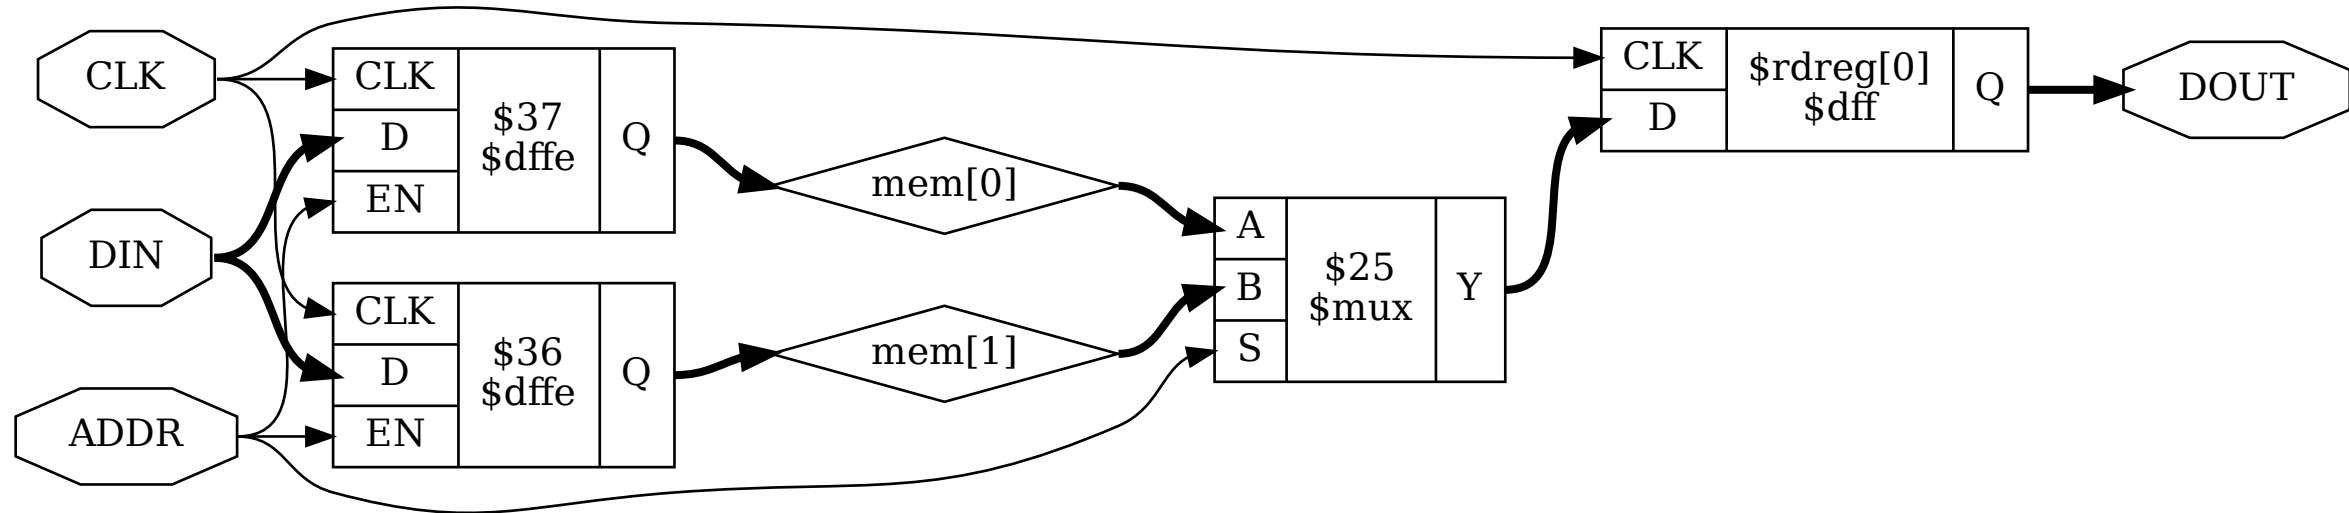 CLK
DIN
ADDR
CLK
D
EN
$37
$dffe
Q
CLK
D
EN
$36
$dffe
Q
mem[0]
mem[1]
A
B
S
$25
$mux
Y
CLK
D
$rdreg[0]
$dff
Q
DOUT